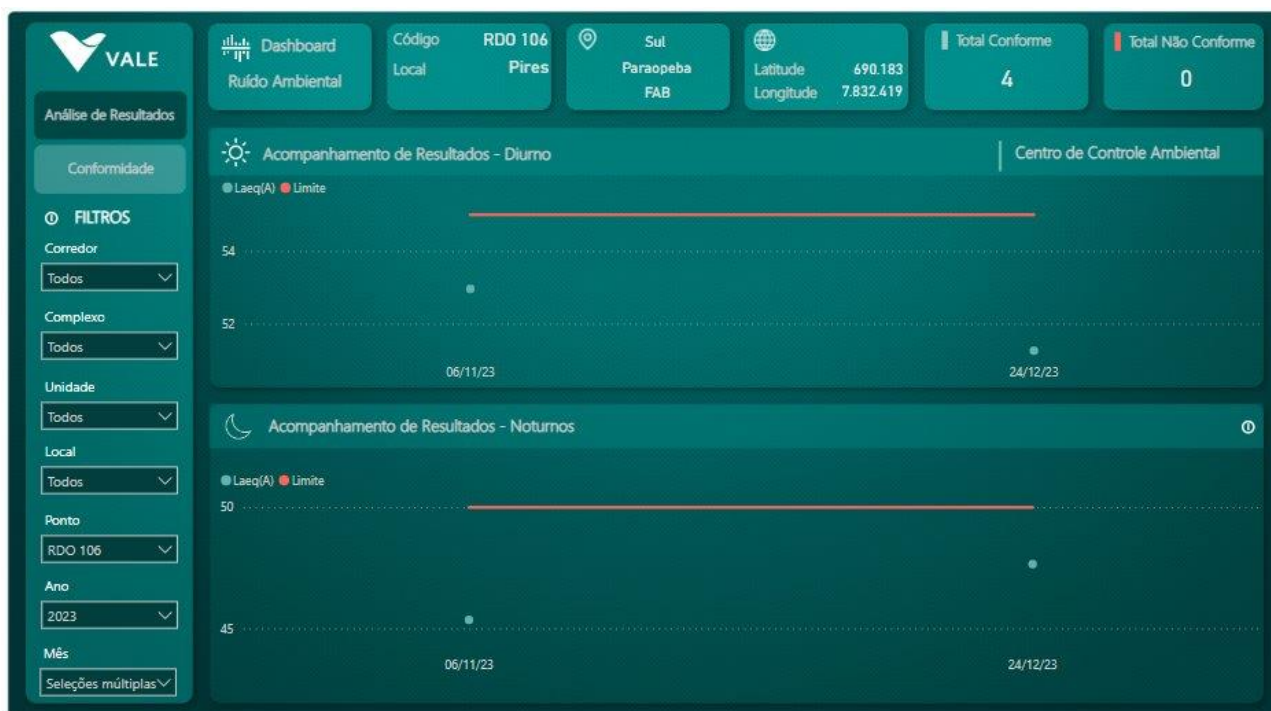 VALE
Análise de Resultados
Conformidade
FILTROS
Corredor
Todos
Complexo
Todos
Unidade
Todos
Local
Todos
Ponto
RDO 106
Ano
2023
Mês
Seleções múltiplas
Dashboard
Ruído Ambiental
Código RDO 106
Local Pires
Sul
Paraopeba
FAB
Latitude 690.183
Longitude 7.832.419
Total Conforme
4
Total Não Conforme
0
Acompanhamento de Resultados - Diurno
Centro de Controle Ambiental
Laeq(A) Limite
54
52
06/11/23 24/12/23
Acompanhamento de Resultados - Noturnos
Laeq(A) Limite
50
45
06/11/23 24/12/23